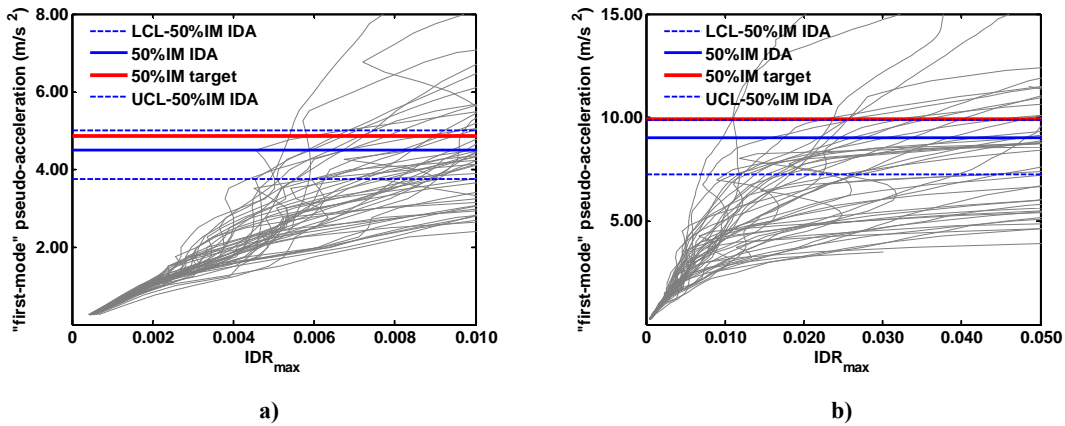 "first-mode" pseudo-acceleration (m/s 2)
8.00
6.00
4.00
2.00
LCL-50%IM IDA
50%IM IDA
50%IM target
UCL-50%IM IDA
0 0.002 0.004 0.006 0.008 0.010
IDRmax
a)
"first-mode" pseudo-acceleration (m/s 2)
15.00
10.00
5.00
LCL-50%IM IDA
50%IM IDA
50%IM target
UCL-50%IM IDA
0 0.010 0.020 0.030 0.040 0.050
IDRmax
b)